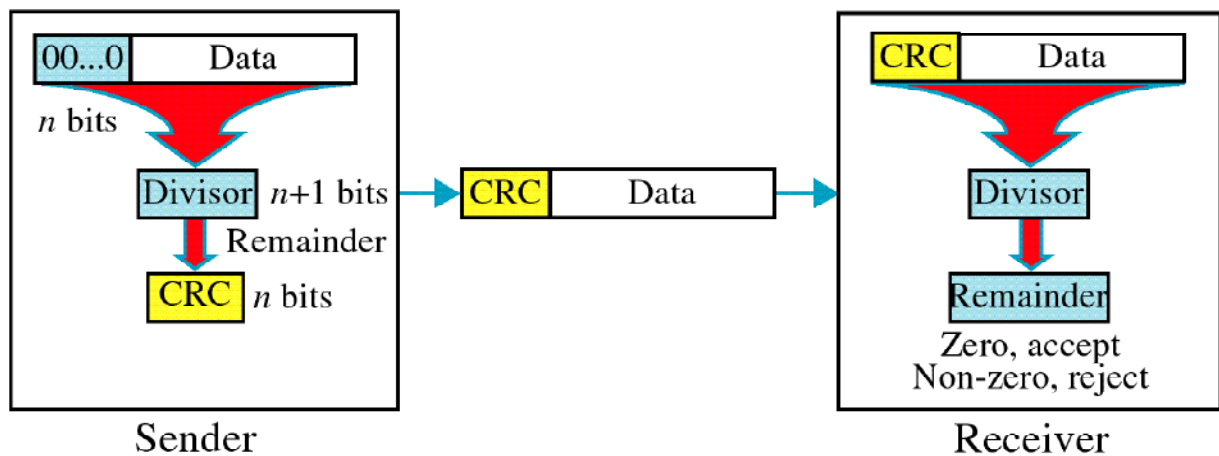 00...0 Data
n bits
Divisor n+1 bits
Remainder
CRC n bits
Sender
CRC Data
CRC Data
Divisor
Remainder
Zero, accept
Non-zero, reject
Receiver